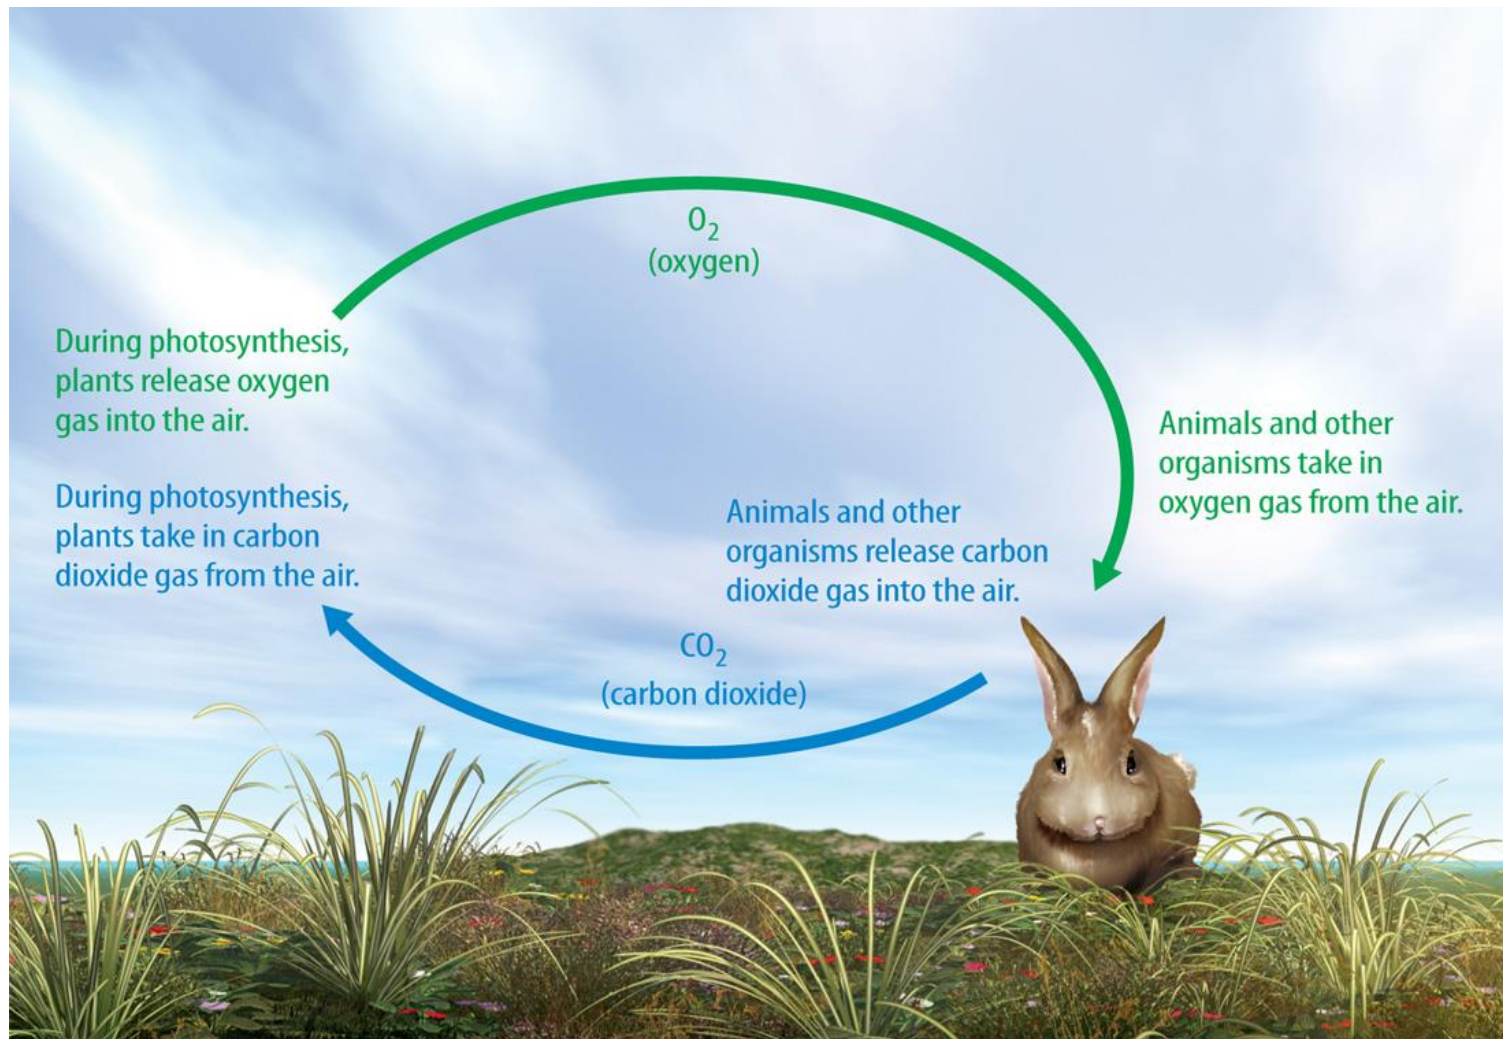 O₂
(oxygen)
During photosynthesis,
plants release oxygen
gas into the air.
Animals and other
organisms take in
oxygen gas from the air.
During photosynthesis,
plants take in carbon
dioxide gas from the air.
Animals and other
organisms release carbon
dioxide gas into the air.
CO₂
(carbon dioxide)